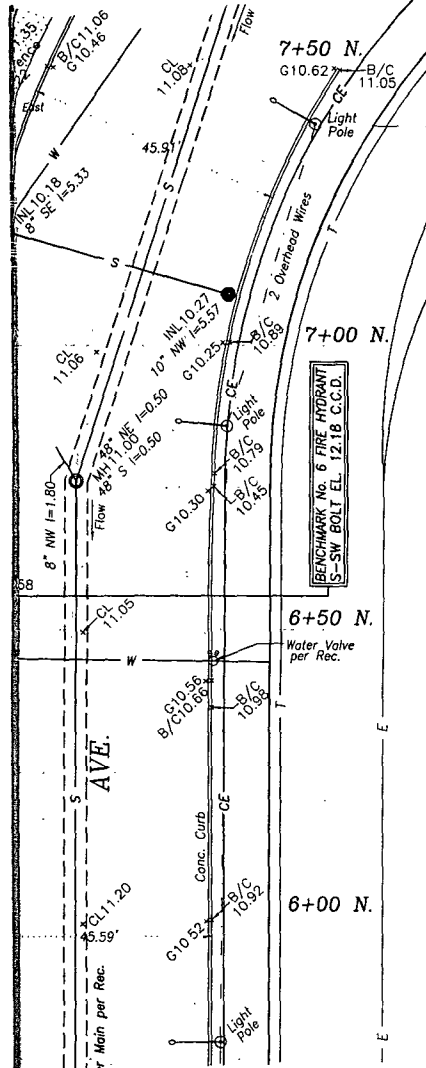 .35
B/C11.06
G10.46
East
W
CL
11.08
Flow
7+50 N.
G10.62
B/C
11.05
CE
Light
Pole
45.91'
S
INL10.18
8" SE I=5.33
S
2 Overhead Wires
T
INL10.27
10" NW I=5.57
CL
11.06
G10.25
B/C
10.89
7+00 N.
CE
Light
Pole
48" NE I=0.50
MH 11.00
48" S I=0.50
8" NW I=1.80
Flow
B/C
10.79
G10.30
B/C
10.45
BENCHMARK No. 6 FIRE HYDRANT
S-SW BOLT EL. 12.18 C.C.D.
58
CL
11.05
6+50 N.
W
Water Valve
per Rec.
G10.56
B/C10.66
B/C
10.98
T
E
AVE.
S
CE
Conc. Curb
CL11.20
45.59'
G10.52
B/C
10.92
6+00 N.
Main per Rec.
Light
Pole
E